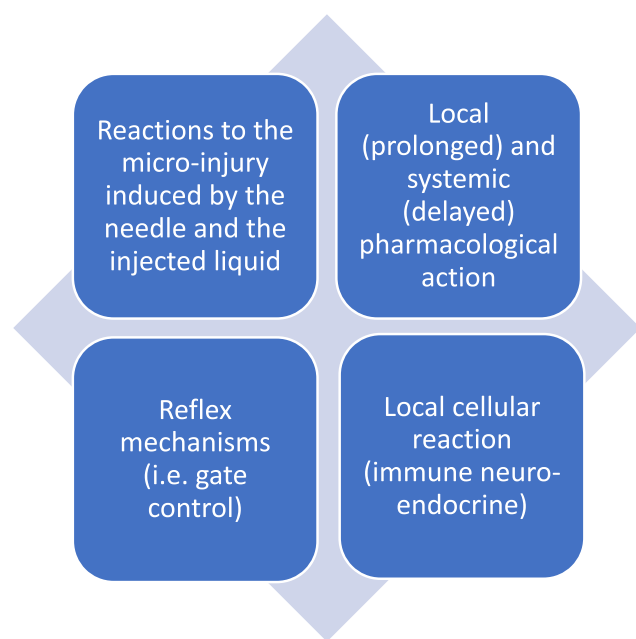 Reactions to the
micro-injury
induced by the
needle and the
injected liquid
Local
(prolonged) and
systemic
(delayed)
pharmacological
action
Reflex
mechanisms
(i.e. gate
control)
Local cellular
reaction
(immune neuro-
endocrine)